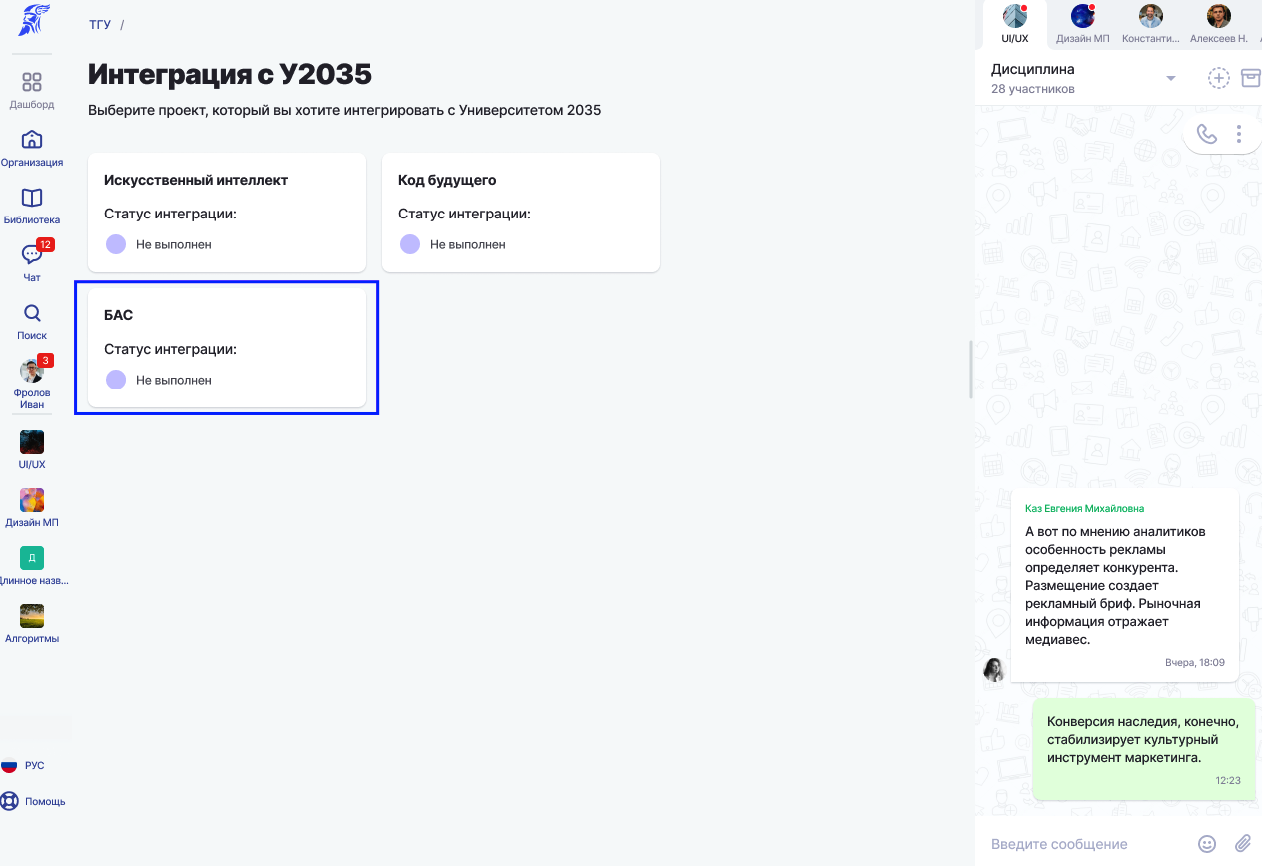 Дашборд
Организация
Библиотека
12
Чат
Поиск
3
Фролов
Иван
UI/UX
Дизайн МП
Д
Длинное назв...
Алгоритмы
РУС
Помощь
ТГУ /
Интеграция с У2035
Выберите проект, который вы хотите интегрировать с Университетом 2035
Искусственный интеллект
Статус интеграции:
Не выполнен
Код будущего
Статус интеграции:
Не выполнен
БАС
Статус интеграции:
Не выполнен
UI/UX
Дизайн МП
Константи...
Алексеев Н.
Дисциплина
28 участников
Каз Евгения Михайловна
А вот по мнению аналитиков
особенность рекламы
определяет конкурента.
Размещение создает
рекламный бриф. Рыночная
информация отражает
медиавес.
Вчера, 18:09
Конверсия наследия, конечно,
стабилизирует культурный
инструмент маркетинга.
12:23
Введите сообщение